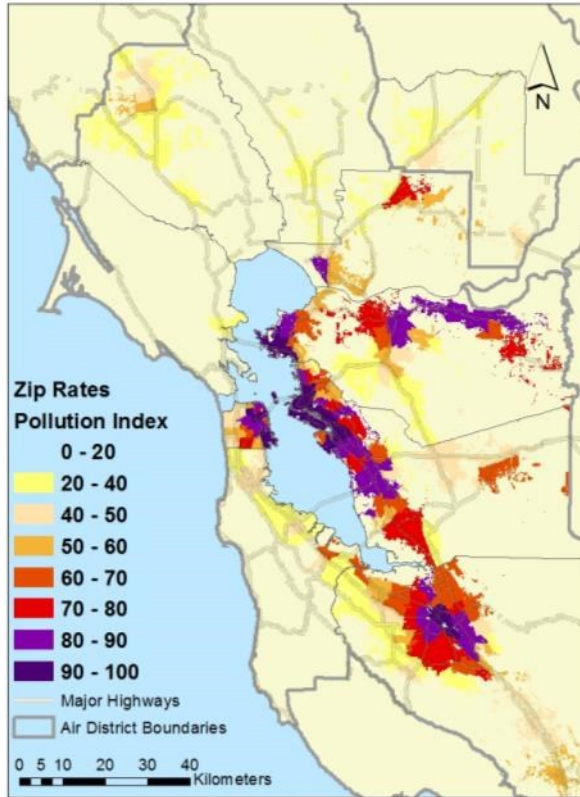 N
Zip Rates
Pollution Index
0 - 20
20 - 40
40 - 50
50 - 60
60 - 70
70 - 80
80 - 90
90 - 100
Major Highways
Air District Boundaries
0 5 10 20 30 40
Kilometers